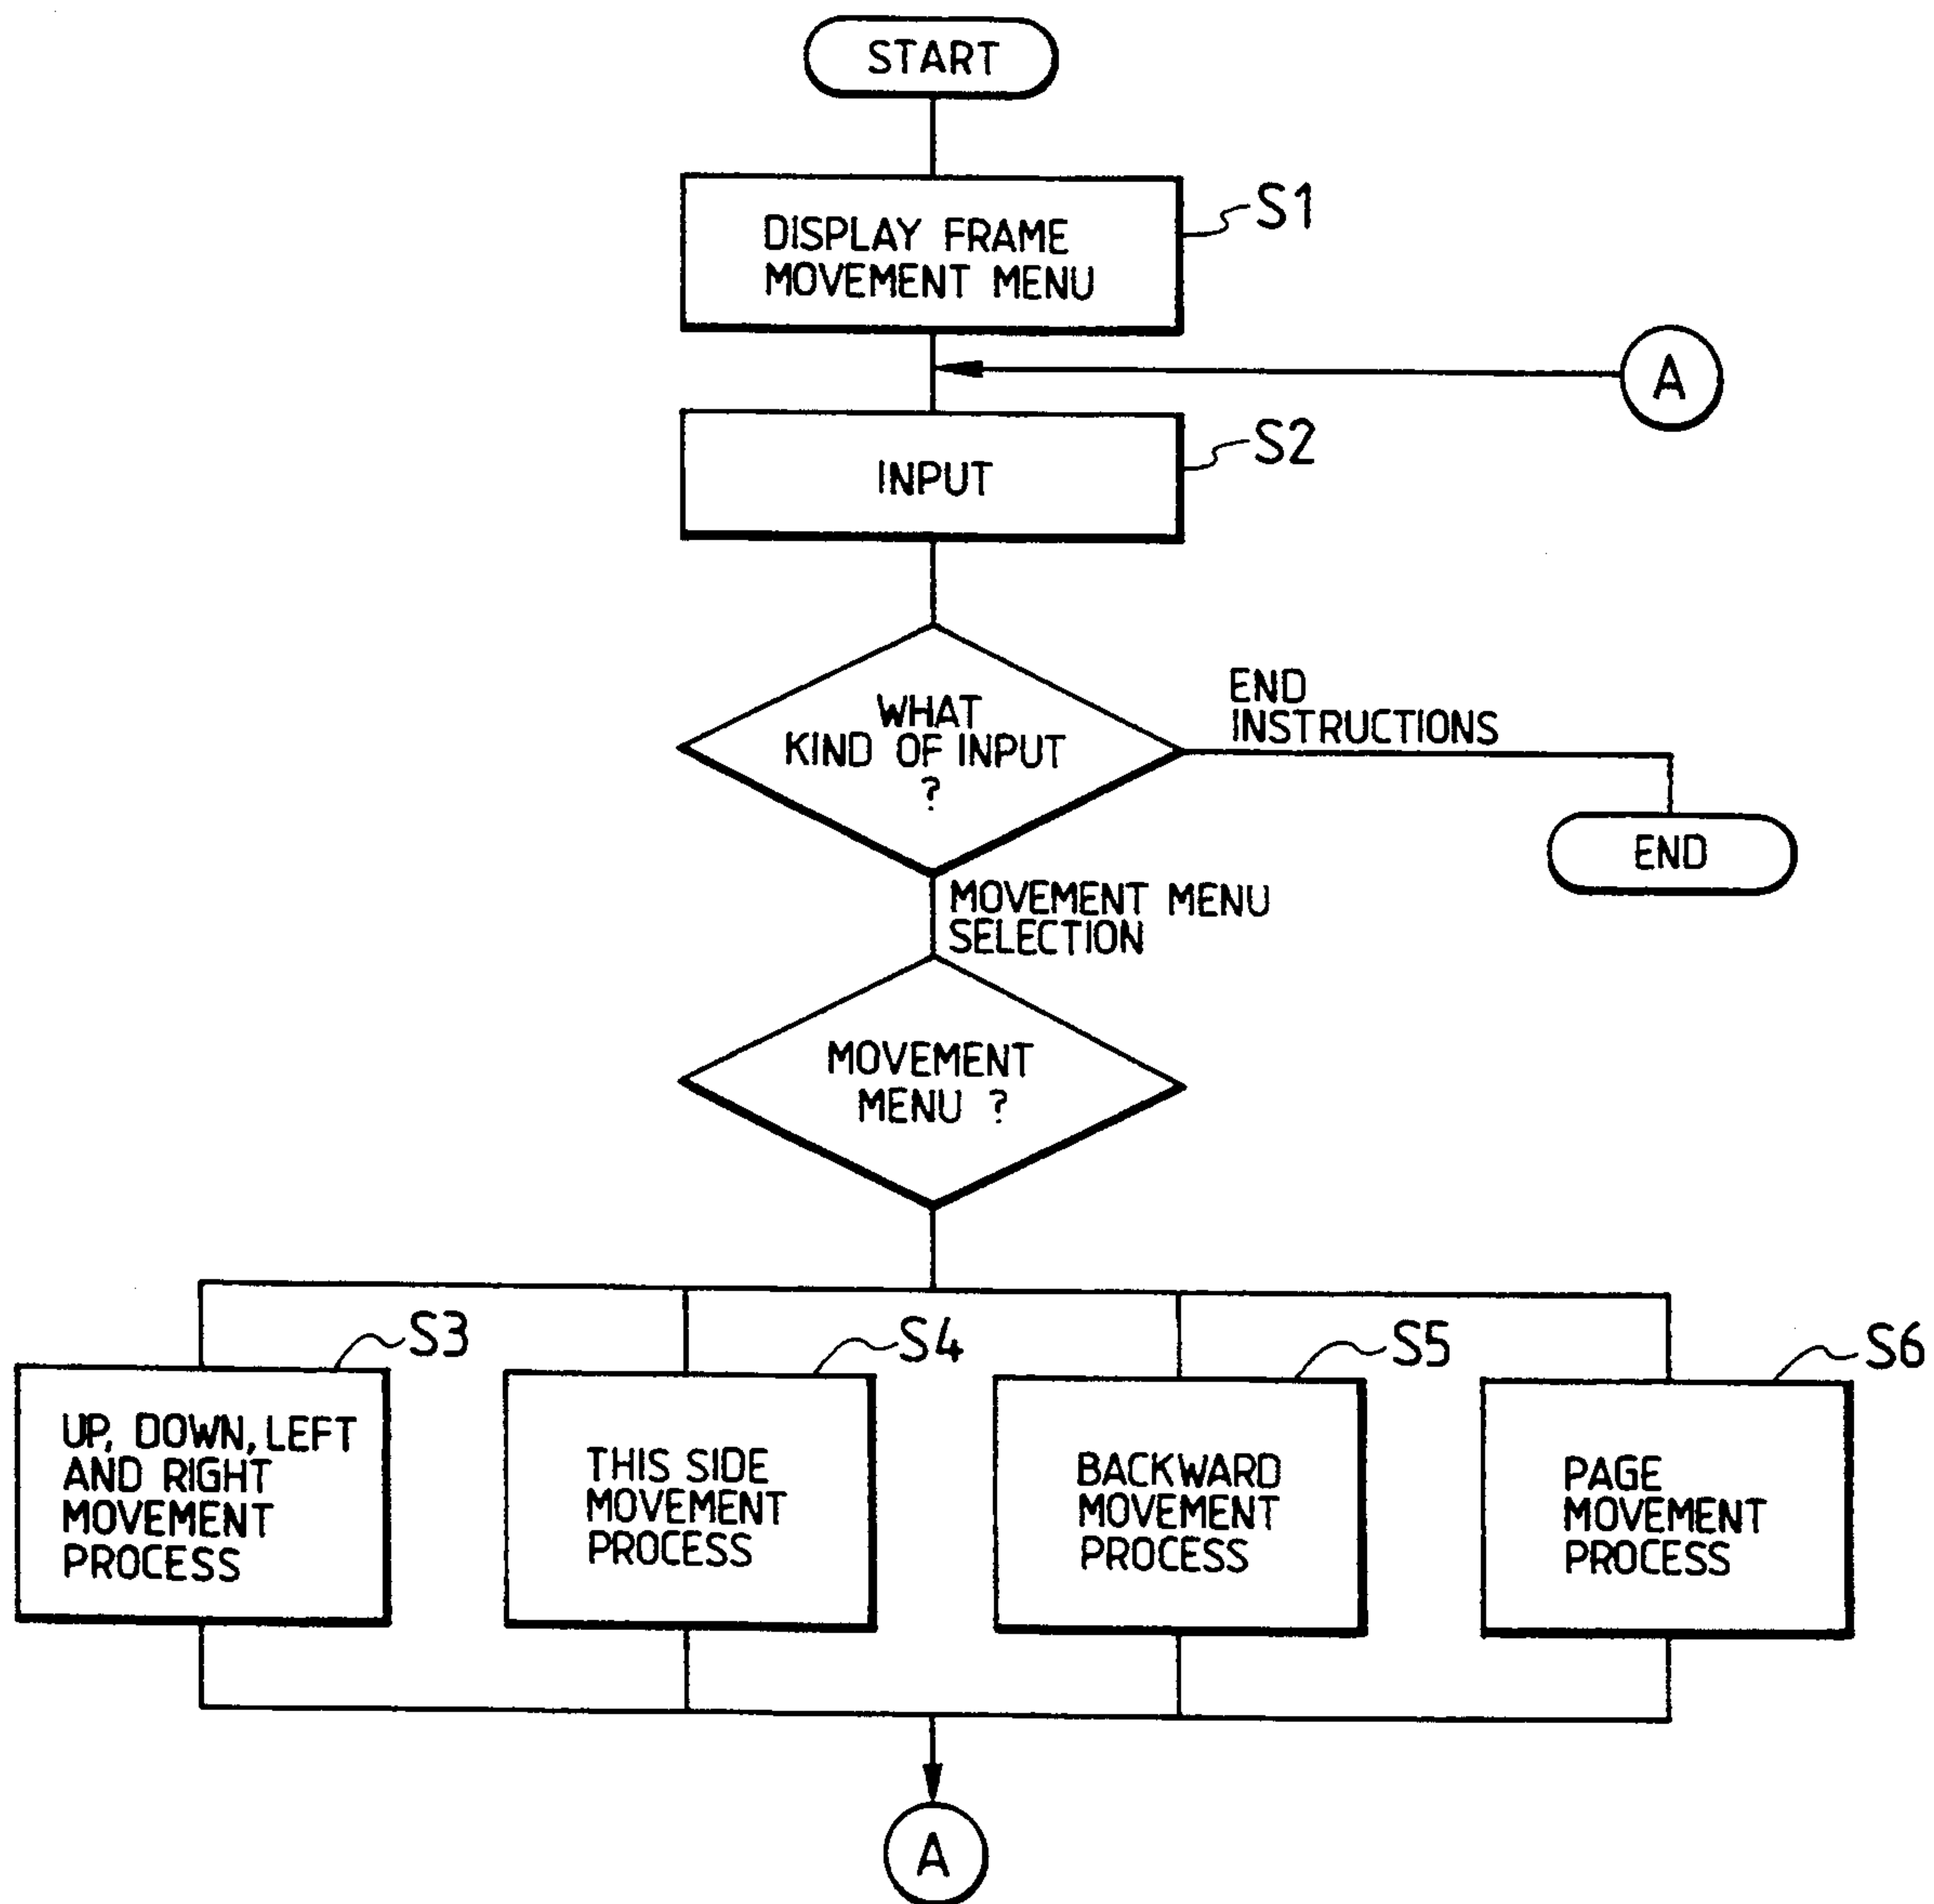 START
DISPLAY FRAME
MOVEMENT MENU
S1
A
INPUT
S2
WHAT
KIND OF INPUT
?
END
INSTRUCTIONS
END
MOVEMENT MENU
SELECTION
MOVEMENT
MENU ?
S3
UP, DOWN, LEFT
AND RIGHT
MOVEMENT
PROCESS
S4
THIS SIDE
MOVEMENT
PROCESS
S5
BACKWARD
MOVEMENT
PROCESS
S6
PAGE
MOVEMENT
PROCESS
A